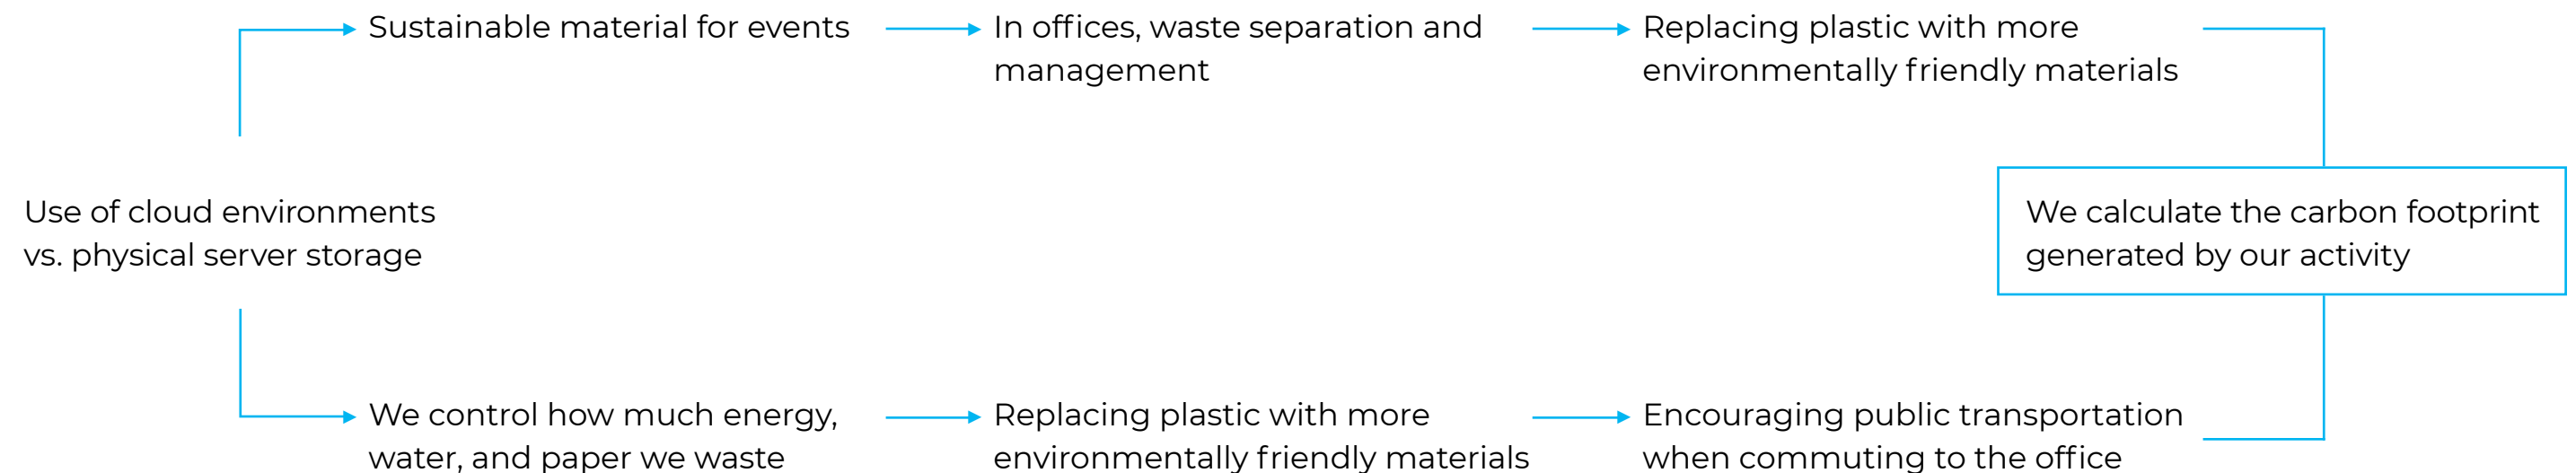 Sustainable material for events
In offices, waste separation and
management
Replacing plastic with more
environmentally friendly materials
Use of cloud environments
vs. physical server storage
We calculate the carbon footprint
generated by our activity
We control how much energy,
water, and paper we waste
Replacing plastic with more
environmentally friendly materials
Encouraging public transportation
when commuting to the office